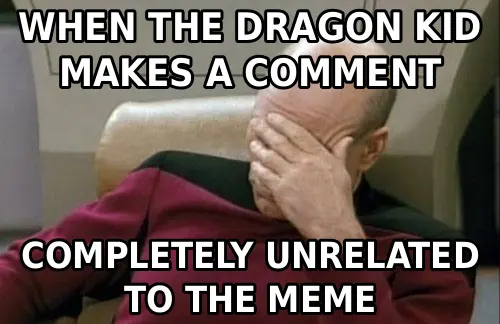 WHEN THE DRAGON KID
MAKES A COMMENT
COMPLETELY UNRELATED
TO THE MEME